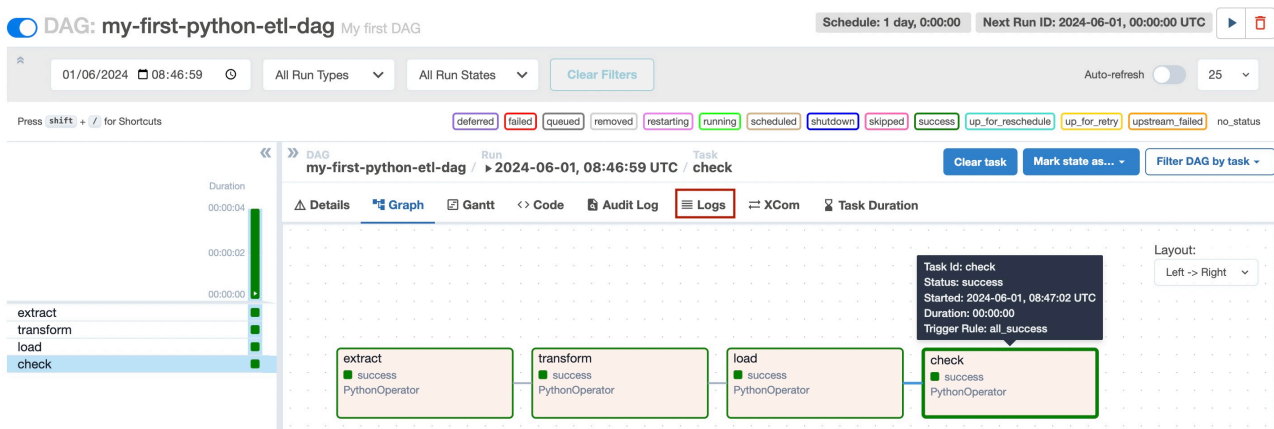 DAG: my-first-python-etl-dag My first DAG
Schedule: 1 day, 0:00:00 Next Run ID: 2024-06-01, 00:00:00 UTC
01/06/2024 08:46:59 All Run Types All Run States Clear Filters Auto-refresh 25
Press shift + / for Shortcuts
deferred failed queued removed restarting running scheduled shutdown skipped success up_for_reschedule up_for_retry upstream_failed no_status
DAG Run Task
my-first-python-etl-dag / 2024-06-01, 08:46:59 UTC / check
Clear task Mark state as... Filter DAG by task
Duration
00:00:04
00:00:02
00:00:00
extract
transform
load
check
Details Graph Gantt Code Audit Log Logs XCom Task Duration
Layout:
Left -> Right
Task Id: check
Status: success
Started: 2024-06-01, 08:47:02 UTC
Duration: 00:00:00
Trigger Rule: all_success
extract
success
PythonOperator
transform
success
PythonOperator
load
success
PythonOperator
check
success
PythonOperator